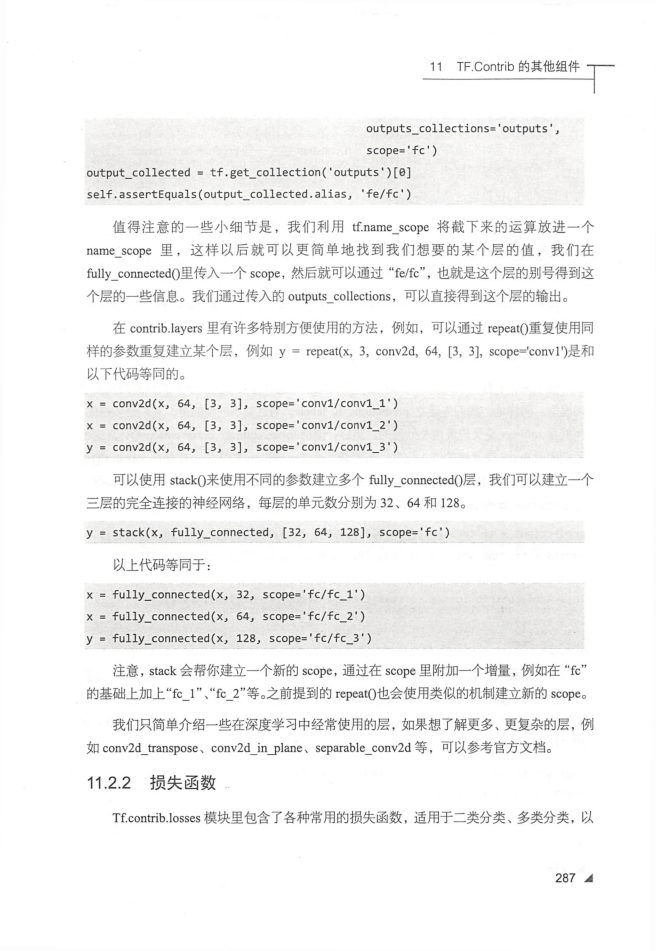 11 TF.Contrib 的其他组件
outputs_collections='outputs',
scope='fc')
output_collected = tf.get_collection('outputs')[0]
self.assertEquals(output_collected.alias, 'fe/fc')
值得注意的一些小细节是，我们利用 tf.name_scope 将截下来的运算放进一个
name_scope 里，这样以后就可以更简单地找到我们想要的某个层的值，我们在
fully_connected()里传入一个 scope，然后就可以通过“fe/fc”，也就是这个层的别号得到这
个层的一些信息。我们通过传入的 outputs_collections，可以直接得到这个层的输出。
在 contrib.layers 里有许多特别方便使用的方法，例如，可以通过 repeat()重复使用同
样的参数重复建立某个层，例如 y = repeat(x, 3, conv2d, 64, [3, 3], scope='conv1')是和
以下代码等同的。
x = conv2d(x, 64, [3, 3], scope='conv1/conv1_1')
x = conv2d(x, 64, [3, 3], scope='conv1/conv1_2')
y = conv2d(x, 64, [3, 3], scope='conv1/conv1_3')
可以使用 stack()来使用不同的参数建立多个 fully_connected()层，我们可以建立一个
三层的完全连接的神经网络，每层的单元数分别为 32、64 和 128。
y = stack(x, fully_connected, [32, 64, 128], scope='fc')
以上代码等同于：
x = fully_connected(x, 32, scope='fc/fc_1')
x = fully_connected(x, 64, scope='fc/fc_2')
y = fully_connected(x, 128, scope='fc/fc_3')
注意，stack 会帮你建立一个新的 scope，通过在 scope 里附加一个增量，例如在“fc”
的基础上加上“fc_1”、“fc_2”等。之前提到的 repeat()也会使用类似的机制建立新的 scope。
我们只简单介绍一些在深度学习中经常使用的层，如果想了解更多、更复杂的层，例
如 conv2d_transpose、conv2d_in_plane、separable_conv2d 等，可以参考官方文档。
11.2.2 损失函数
Tf.contrib.losses 模块里包含了各种常用的损失函数，适用于二类分类、多类分类，以
287